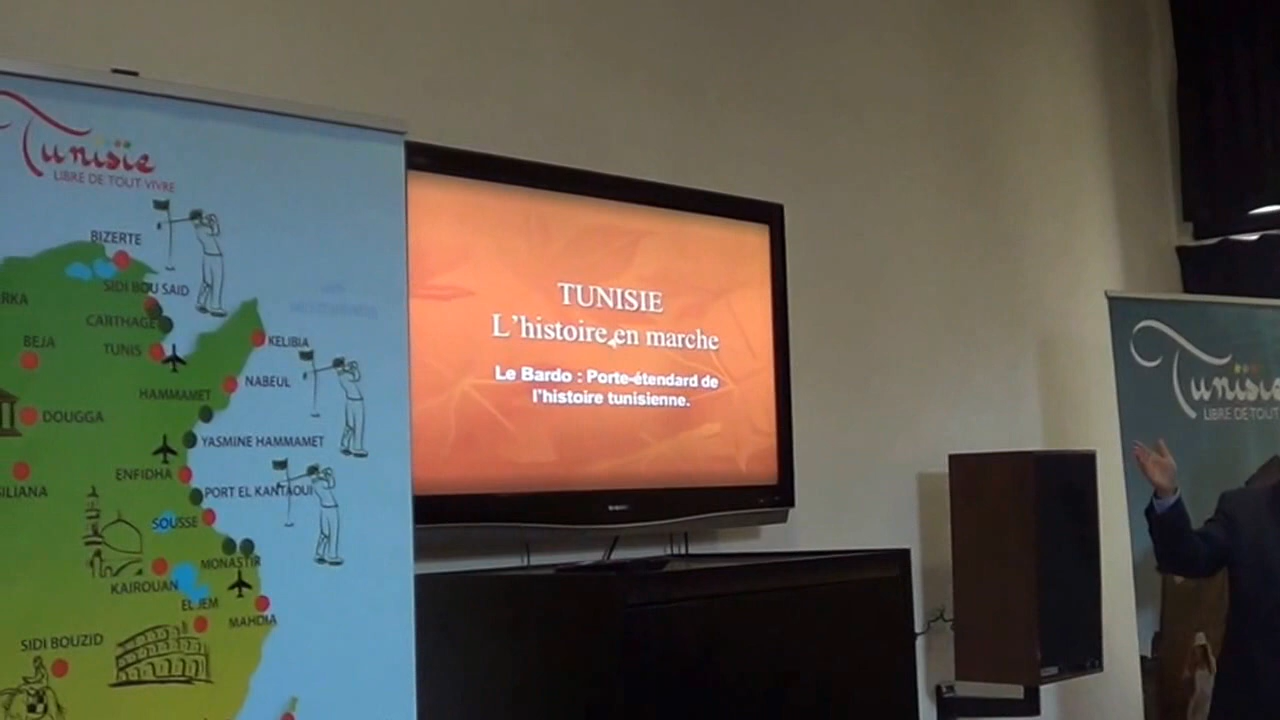 Tunisie
LIBRE DE TOUT VIVRE
BIZERTE
RKA
SIDI BOU SAID
CARTHAGE
BEJA
TUNIS
KELIBIA
NABEUL
HAMMAMET
DOUGGA
YASMINE HAMMAMET
ENFIDHA
SILIANA
PORT EL KANTAOUI
SOUSSE
MONASTIR
KAIROUAN
EL JEM
MAHDIA
SIDI BOUZID
TUNISIE
L'histoire en marche
Le Bardo : Porte-étendard de
l'histoire tunisienne.
Tunisie
LIBRE DE TOUT